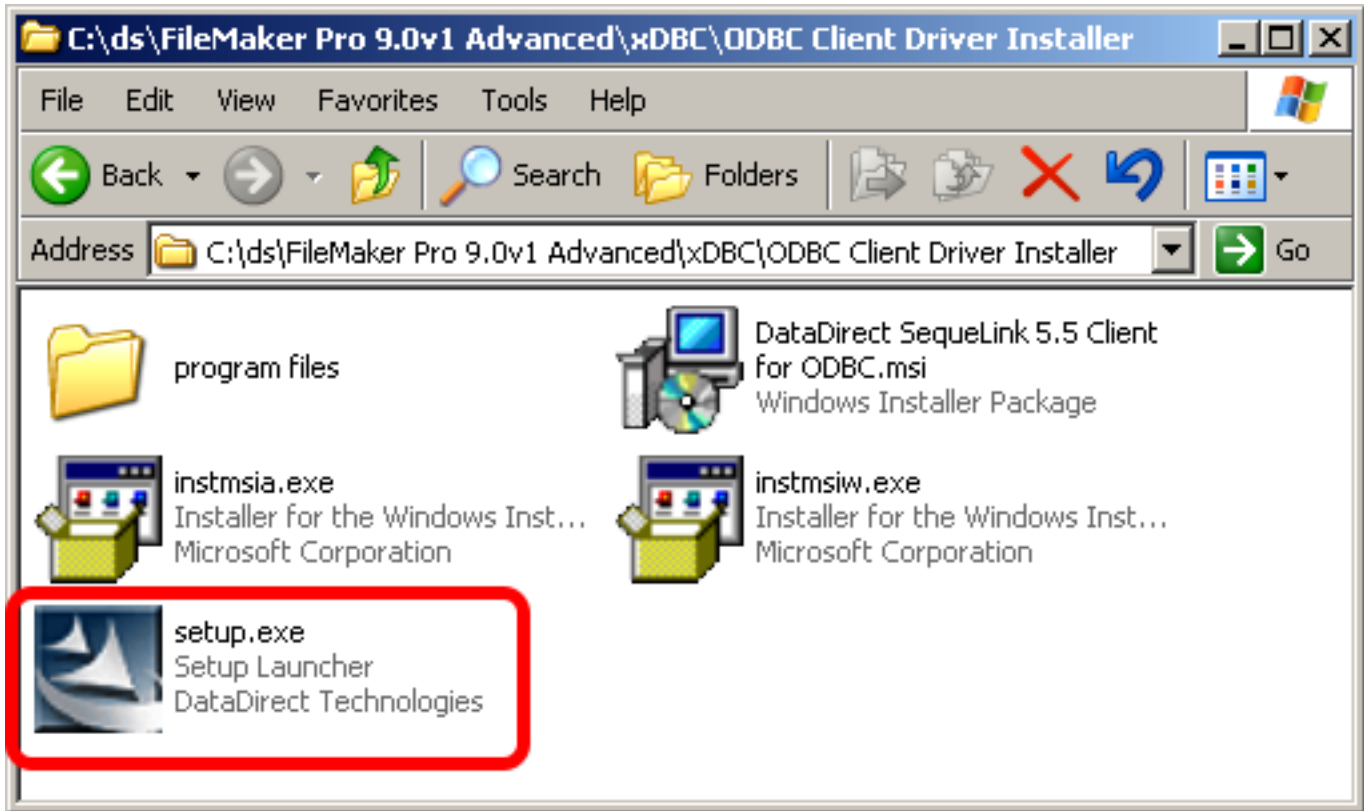 C:\ds\FileMaker Pro 9.0v1 Advanced\xDBC\ODBC Client Driver Installer
File Edit View Favorites Tools Help
Back Search Folders
Address C:\ds\FileMaker Pro 9.0v1 Advanced\xDBC\ODBC Client Driver Installer Go
program files
DataDirect SequeLink 5.5 Client
for ODBC.msi
Windows Installer Package
instmsia.exe
Installer for the Windows Inst...
Microsoft Corporation
instmsiw.exe
Installer for the Windows Inst...
Microsoft Corporation
setup.exe
Setup Launcher
DataDirect Technologies